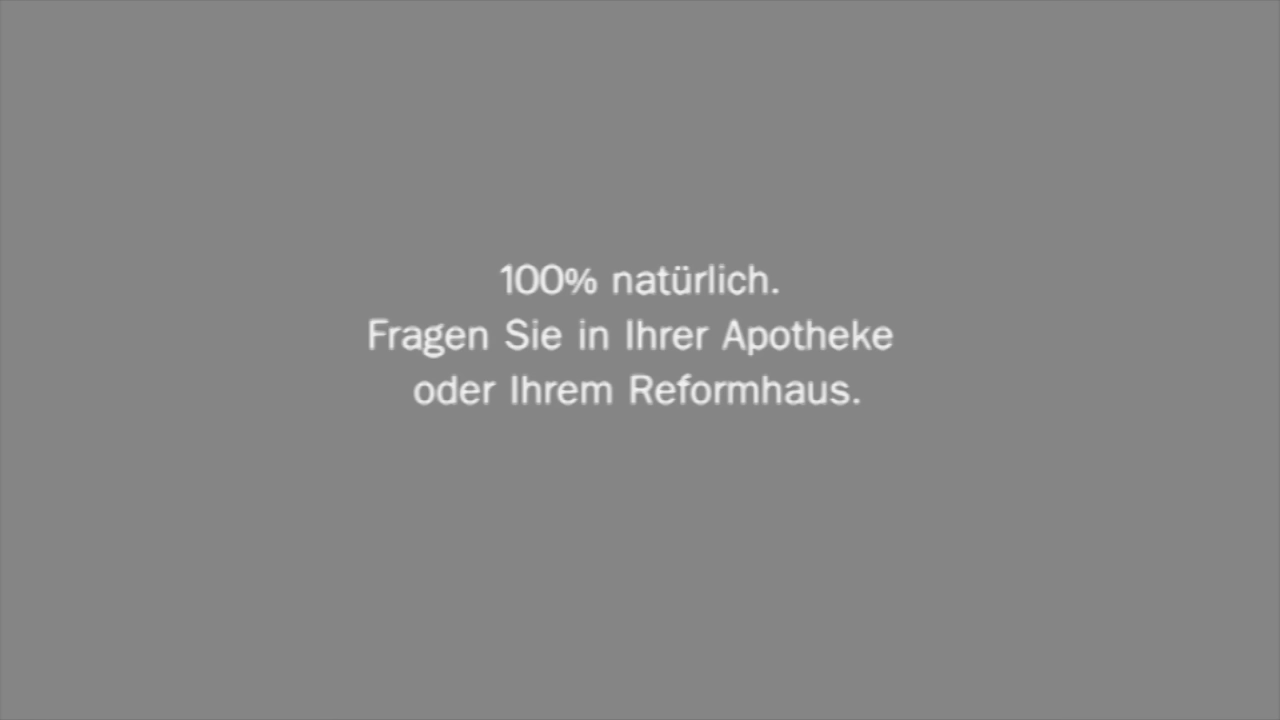 100% natürlich.
Fragen Sie in Ihrer Apotheke
oder Ihrem Reformhaus.